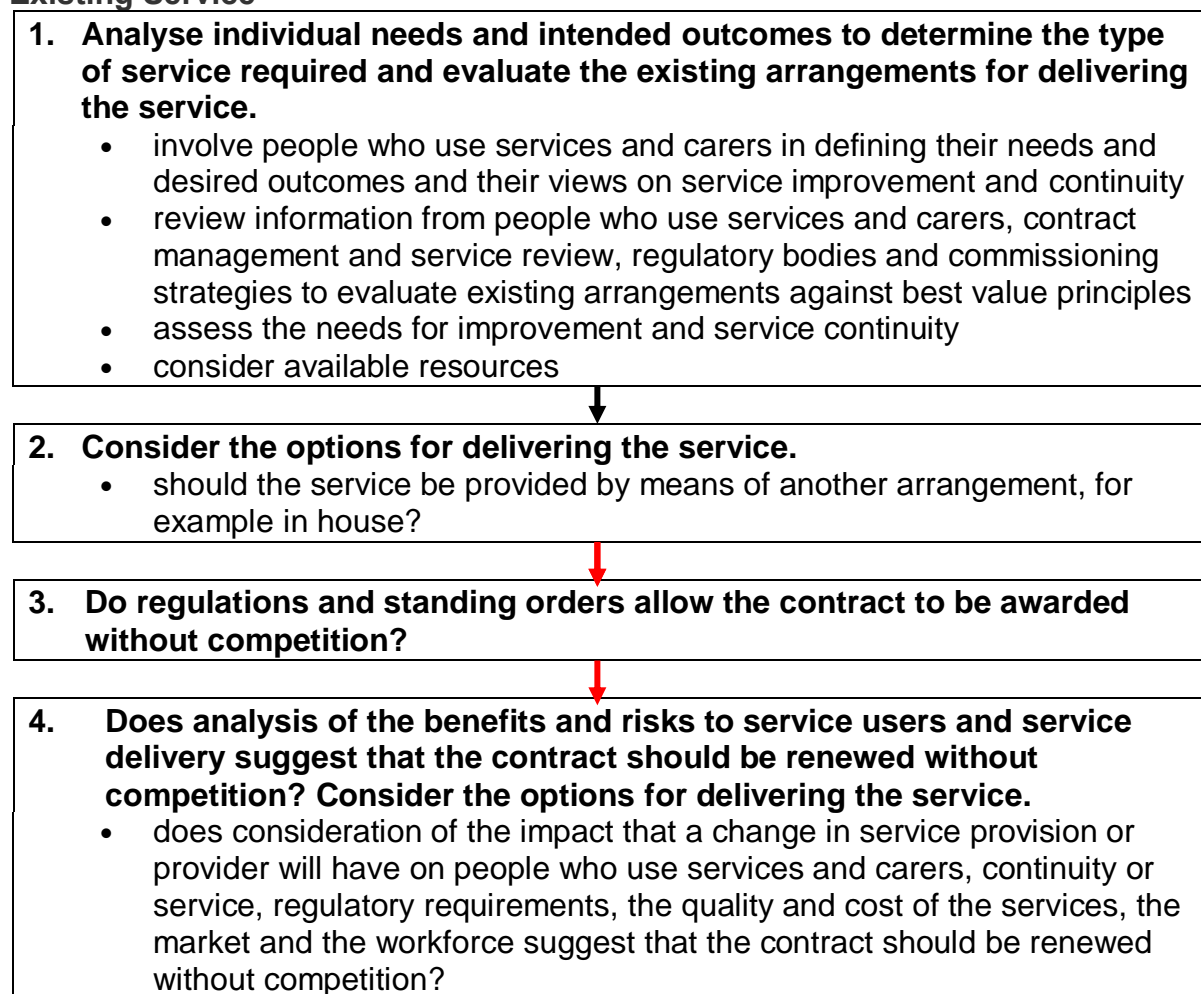 Existing Service
1. Analyse individual needs and intended outcomes to determine the type
of service required and evaluate the existing arrangements for delivering
the service.
• involve people who use services and carers in defining their needs and
desired outcomes and their views on service improvement and continuity
• review information from people who use services and carers, contract
management and service review, regulatory bodies and commissioning
strategies to evaluate existing arrangements against best value principles
• assess the needs for improvement and service continuity
• consider available resources
2. Consider the options for delivering the service.
• should the service be provided by means of another arrangement, for
example in house?
3. Do regulations and standing orders allow the contract to be awarded
without competition?
4. Does analysis of the benefits and risks to service users and service
delivery suggest that the contract should be renewed without
competition? Consider the options for delivering the service.
• does consideration of the impact that a change in service provision or
provider will have on people who use services and carers, continuity or
service, regulatory requirements, the quality and cost of the services, the
market and the workforce suggest that the contract should be renewed
without competition?